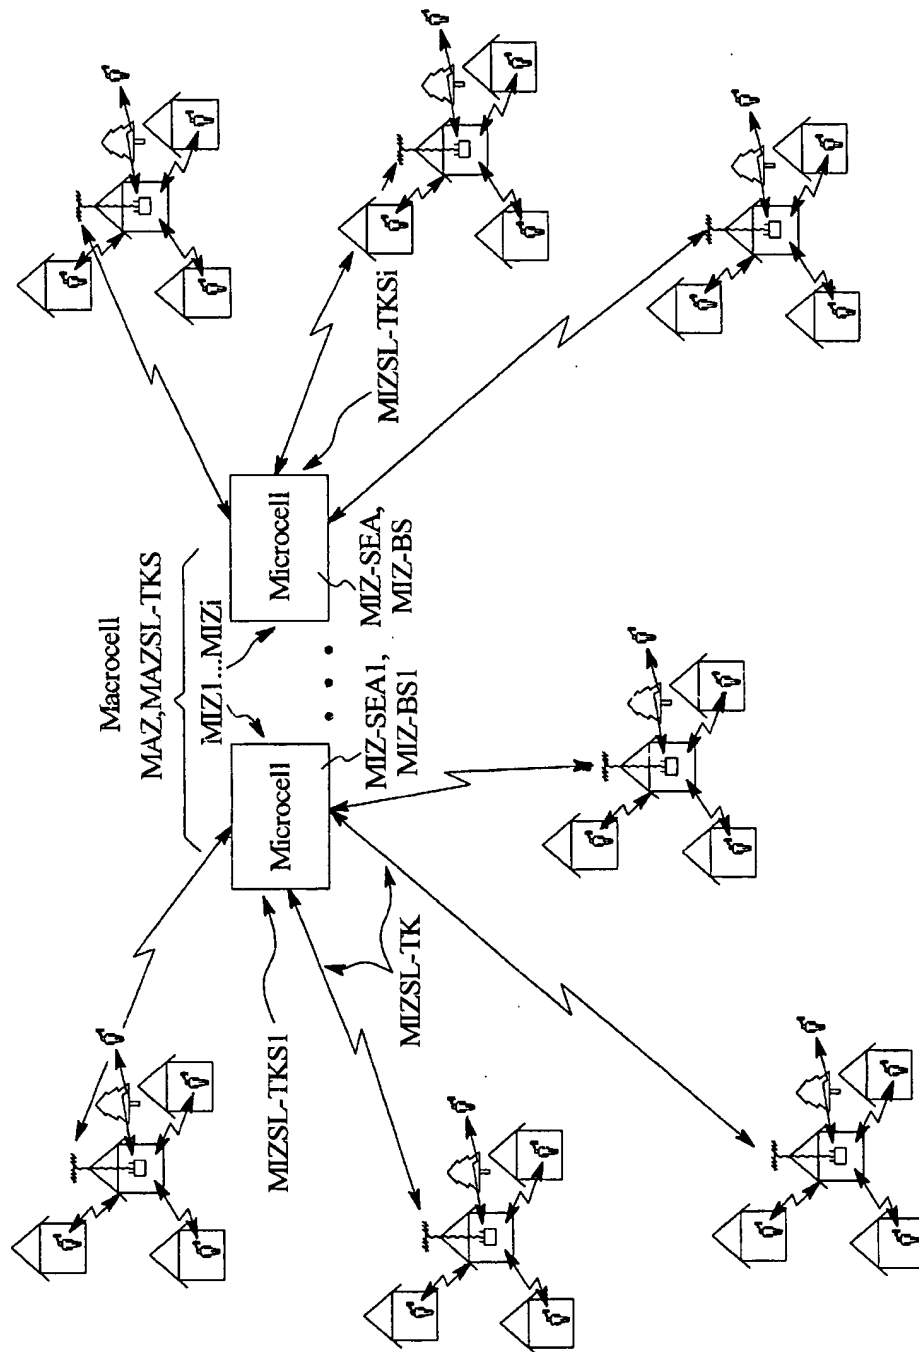 Macrocell
MAZ,MAZSL-TKS
MIZ1...MIZi
Microcell
Microcell
MIZ-SEA1,
MIZ-BS1
MIZ-SEA,
MIZ-BS
MIZSL-TKS1
MIZSL-TK
MIZSL-TKSi